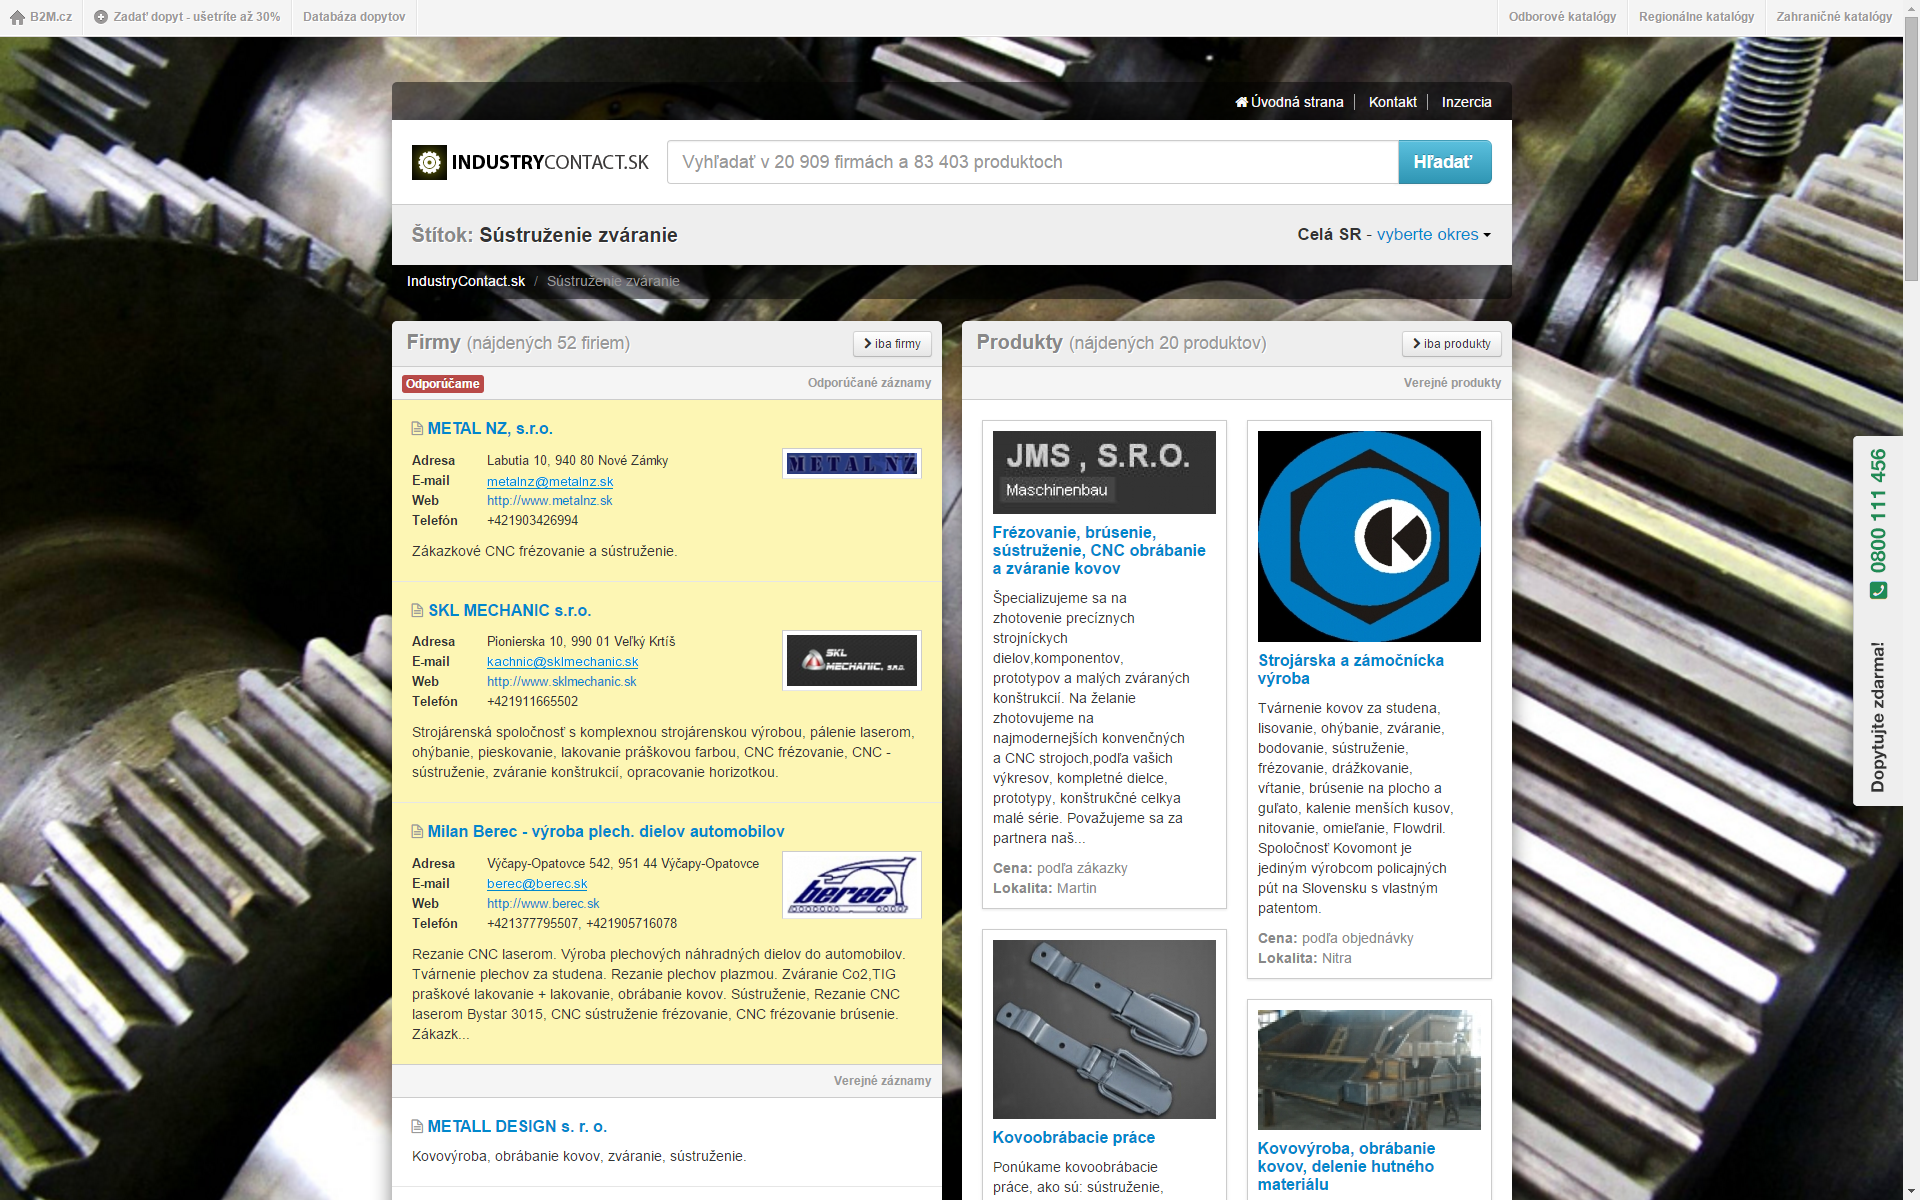 B2M.cz
Zadať dopyt - ušetríte až 30%
Databáza dopytov
Odborové katalógy
Regionálne katalógy
Zahraničné katalógy
Úvodná strana
Kontakt
Inzercia
INDUSTRYCONTACT.SK
Vyhľadať v 20 909 firmách a 83 403 produktoch
Hľadať
Štítok: Sústruženie zváranie
Celá SR - vyberte okres
IndustryContact.sk / Sústruženie zváranie
Firmy (nájdených 52 firiem)
iba firmy
Odporúčame
Odporúčané záznamy
METAL NZ, s.r.o.
Adresa Labutia 10, 940 80 Nové Zámky
E-mail metalnz@metalnz.sk
Web http://www.metalnz.sk
Telefón +421903426994
METAL NZ
Zákazkové CNC frézovanie a sústruženie.
SKL MECHANIC s.r.o.
Adresa Pionierska 10, 990 01 Veľký Krtíš
E-mail kachnic@sklmechanic.sk
Web http://www.sklmechanic.sk
Telefón +421911665502
SKL
MECHANIC, s.r.o.
Strojárenská spoločnosť s komplexnou strojárenskou výrobou, pálenie laserom,
ohýbanie, pieskovanie, lakovanie práškovou farbou, CNC frézovanie, CNC -
sústruženie, zváranie konštrukcií, opracovanie horizotkou.
Milan Berec - výroba plech. dielov automobilov
Adresa Výčapy-Opatovce 542, 951 44 Výčapy-Opatovce
E-mail berec@berec.sk
Web http://www.berec.sk
Telefón +421377795507, +421905716078
berec
Rezanie CNC laserom. Výroba plechových náhradných dielov do automobilov.
Tvárnenie plechov za studena. Rezanie plechov plazmou. Zváranie Co2,TIG
praškové lakovanie + lakovanie, obrábanie kovov. Sústruženie, Rezanie CNC
laserom Bystar 3015, CNC sústruženie frézovanie, CNC frézovanie brúsenie.
Zákazk...
Verejné záznamy
METALL DESIGN s. r. o.
Kovovýroba, obrábanie kovov, zváranie, sústruženie.
Produkty (nájdených 20 produktov)
iba produkty
Verejné produkty
JMS , S.R.O.
Maschinenbau
Frézovanie, brúsenie,
sústruženie, CNC obrábanie
a zváranie kovov
Špecializujeme sa na
zhotovenie precíznych
strojníckych
dielov,komponentov,
prototypov a malých zváraných
konštrukcií. Na želanie
zhotovujeme na
najmodernejších konvenčných
a CNC strojoch,podľa vašich
výkresov, kompletné dielce,
prototypy, konštrukčné celkya
malé série. Považujeme sa za
partnera naš...
Cena: podľa zákazky
Lokalita: Martin
Kovoobrábacie práce
Ponúkame kovoobrábacie
práce, ako sú: sústruženie,
K
Strojárska a zámočnícka
výroba
Tvárnenie kovov za studena,
lisovanie, ohýbanie, zváranie,
bodovanie, sústruženie,
frézovanie, drážkovanie,
vŕtanie, brúsenie na plocho a
guľato, kalenie menších kusov,
nitovanie, omieľanie, Flowdril.
Spoločnosť Kovomont je
jediným výrobcom policajných
pút na Slovensku s vlastným
patentom.
Cena: podľa objednávky
Lokalita: Nitra
Kovovýroba, obrábanie
kovov, delenie hutného
materiálu
Dopytujte zdarma! 0800 111 456